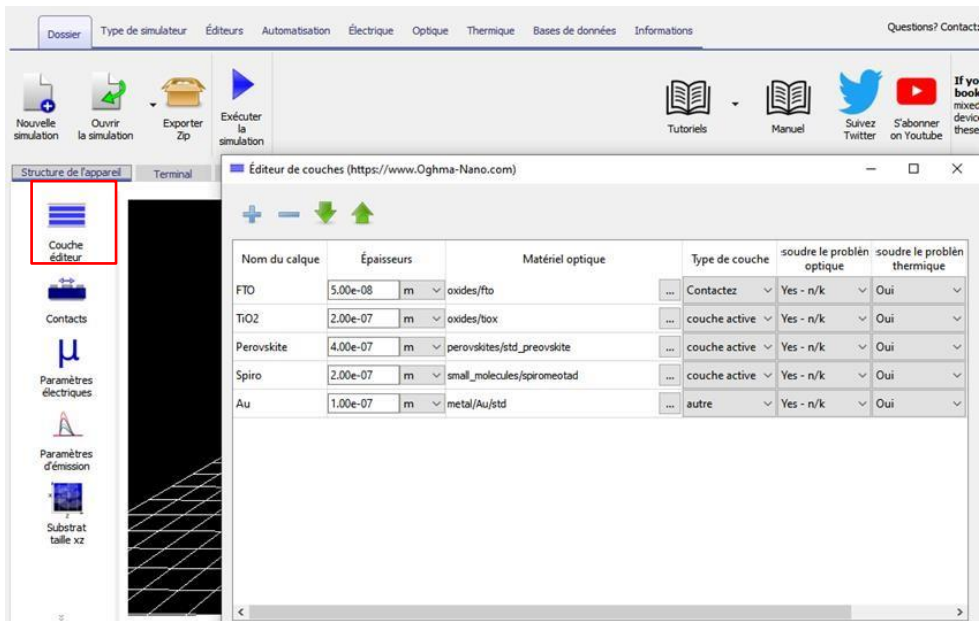 Dossier Type de simulateur Éditeurs Automatisation Électrique Optique Thermique Bases de données Informations Questions? Contact:
Nouvelle simulation
Ouvrir la simulation
Exporter Zip
Exécuter la simulation
Tutoriels
Manuel
Suivez Twitter
S'abonner on Youtube
If yo
book
mixed
device
these
Structure de l'appareil Terminal
Couche éditeur
Contacts
μ
Paramètres électriques
Paramètres d'émission
Substrat taille xz
Éditeur de couches (https://www.Oghma-Nano.com)
Nom du calque Épaisseurs Matériel optique Type de couche soudre le problèn optique soudre le problèn thermique
FTO 5.00e-08 m oxides/fto ... Contactez Yes - n/k Oui
TiO2 2.00e-07 m oxides/tiox ... couche active Yes - n/k Oui
Perovskite 4.00e-07 m perovskites/std_preovskite ... couche active Yes - n/k Oui
Spiro 2.00e-07 m small_molecules/spiromeotad ... couche active Yes - n/k Oui
Au 1.00e-07 m metal/Au/std ... autre Yes - n/k Oui